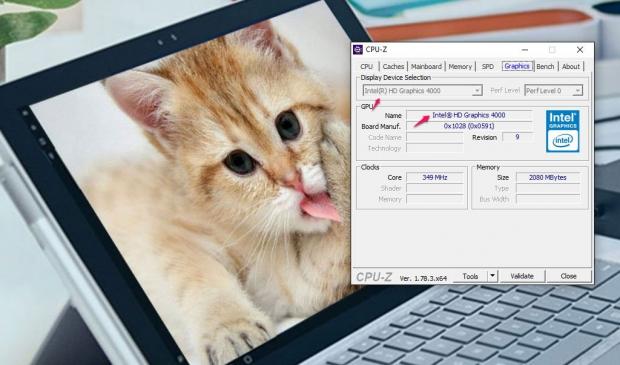 CPU-Z
CPU Caches Mainboard Memory SPD Graphics Bench About
Display Device Selection
Intel(R) HD Graphics 4000 Perf Level Perf Level 0
GPU
Name Intel® HD Graphics 4000
Board Manuf. 0x1028 (0x0591)
Code Name Revision 9
Technology
Intel®
GRAPHICS
intel
Clocks
Core 349 MHz
Shader
Memory
Memory
Size 2080 MBytes
Type
Bus Width
CPU-Z Ver. 1.78.3.x64 Tools Validate Close